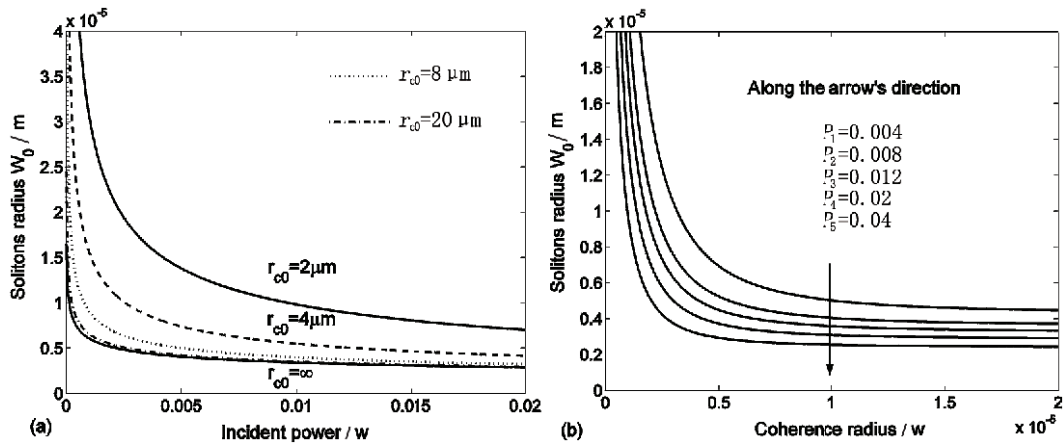 x 10⁻⁵
4
3.5
3
2.5
2
1.5
1
0.5
0
Solitons radius W₀ / m
r_c0=8 μm
r_c0=20 μm
r_c0=2μm
r_c0=4μm
r_c0=∞
0
0.005
0.01
0.015
0.02
(a)
Incident power / w
x 10⁻⁵
2
1.8
1.6
1.4
1.2
1
0.8
0.6
0.4
0.2
0
Solitons radius W₀ / m
Along the arrow's direction
P₁=0.004
P₂=0.008
P₃=0.012
P₄=0.02
P₅=0.04
0
0.5
1
1.5
2
x 10⁻⁵
(b)
Coherence radius / w